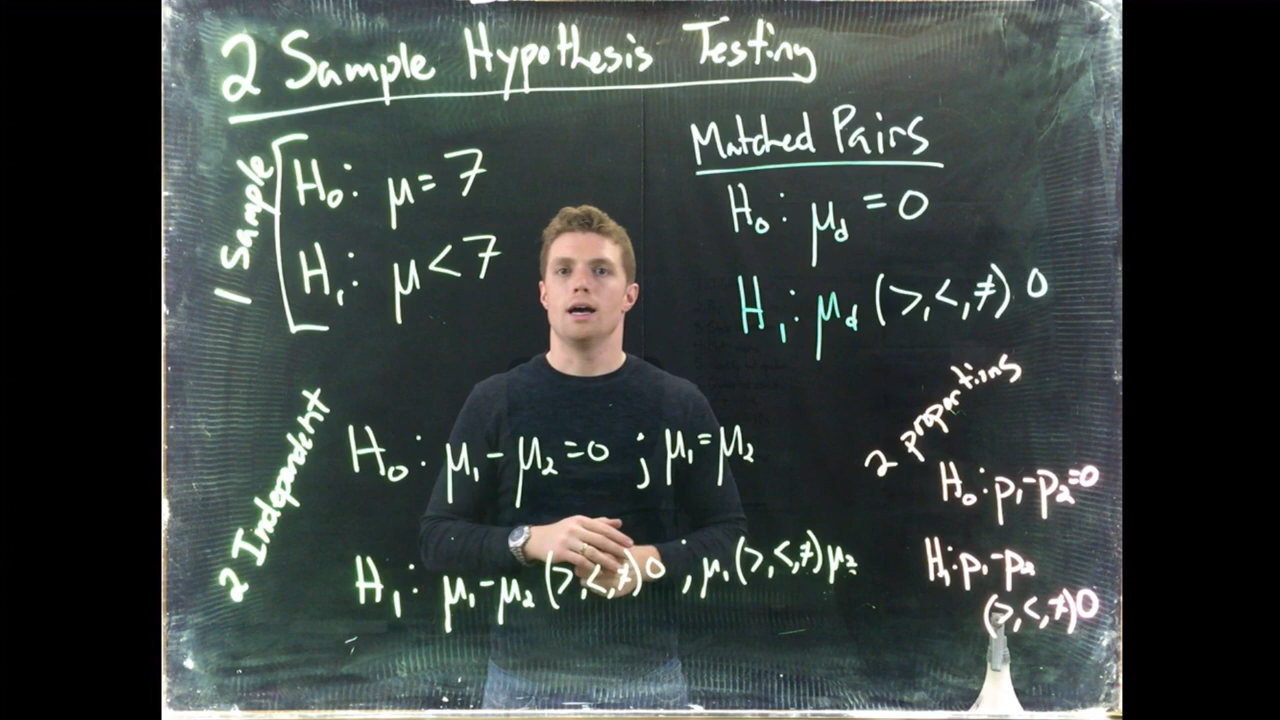 2 Sample Hypothesis Testing
1 Sample
H₀: μ = 7
H₁: μ < 7
Matched Pairs
H₀: μd = 0
H₁: μd (>,<,≠) 0
2 Independent
H₀: μ₁ - μ₂ = 0 ; μ₁ = μ₂
H₁: μ₁ - μ₂ (>,<,≠) 0 ; μ₁ (>,<,≠) μ₂
2 proportions
H₀: p₁ - p₂ = 0
H₁: p₁ - p₂
(>,<,≠) 0